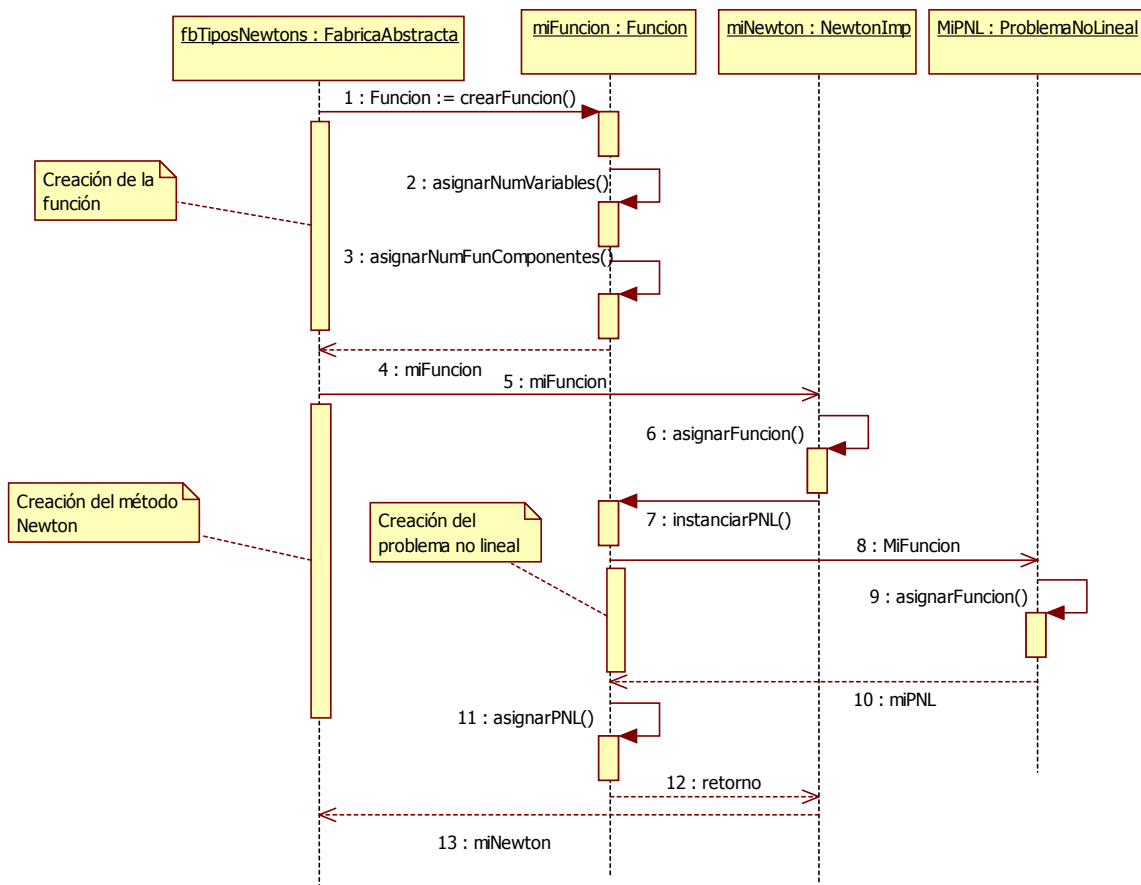 fbTiposNewtons : FabricaAbstracta
miFuncion : Funcion
miNewton : NewtonImp
MiPNL : ProblemaNoLineal
1 : Funcion := crearFuncion()
Creación de la
función
2 : asignarNumVariables()
3 : asignarNumFunComponentes()
4 : miFuncion
5 : miFuncion
6 : asignarFuncion()
Creación del método
Newton
Creación del
problema no lineal
7 : instanciarPNL()
8 : MiFuncion
9 : asignarFuncion()
10 : miPNL
11 : asignarPNL()
12 : retorno
13 : miNewton